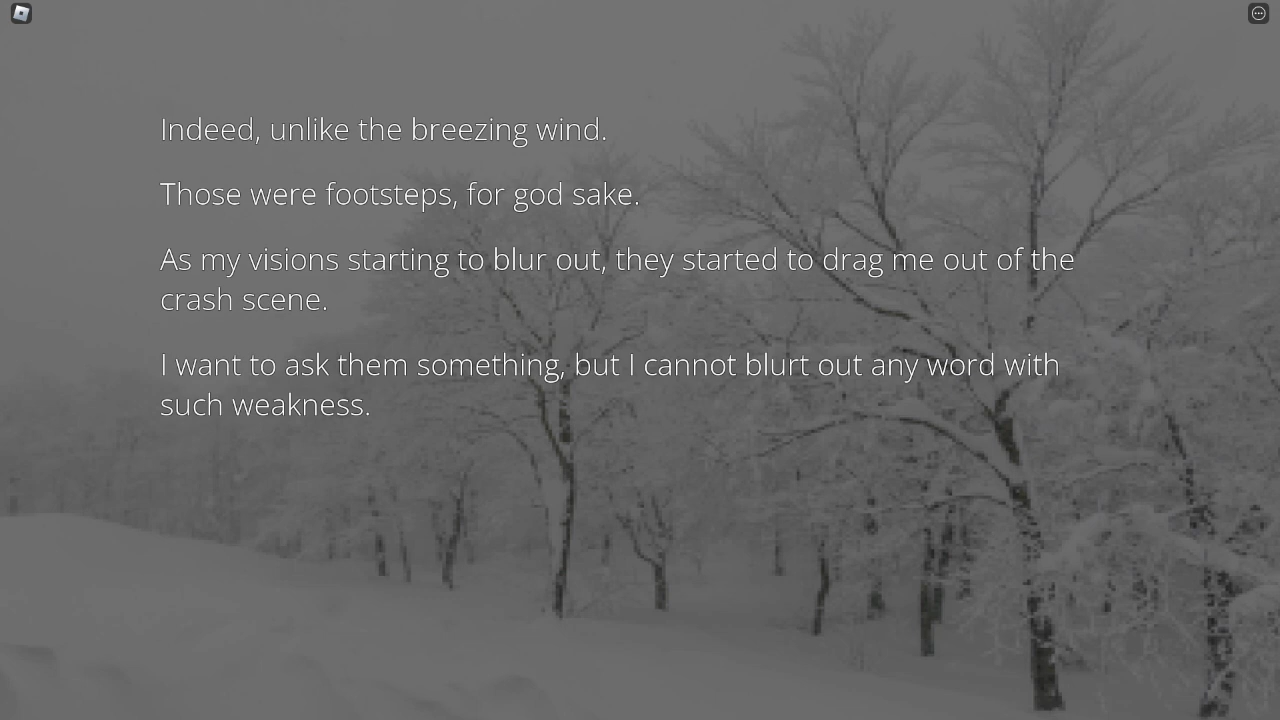 Indeed, unlike the breezing wind.
Those were footsteps, for god sake.
As my visions starting to blur out, they started to drag me out of the
crash scene.
I want to ask them something, but I cannot blurt out any word with
such weakness.